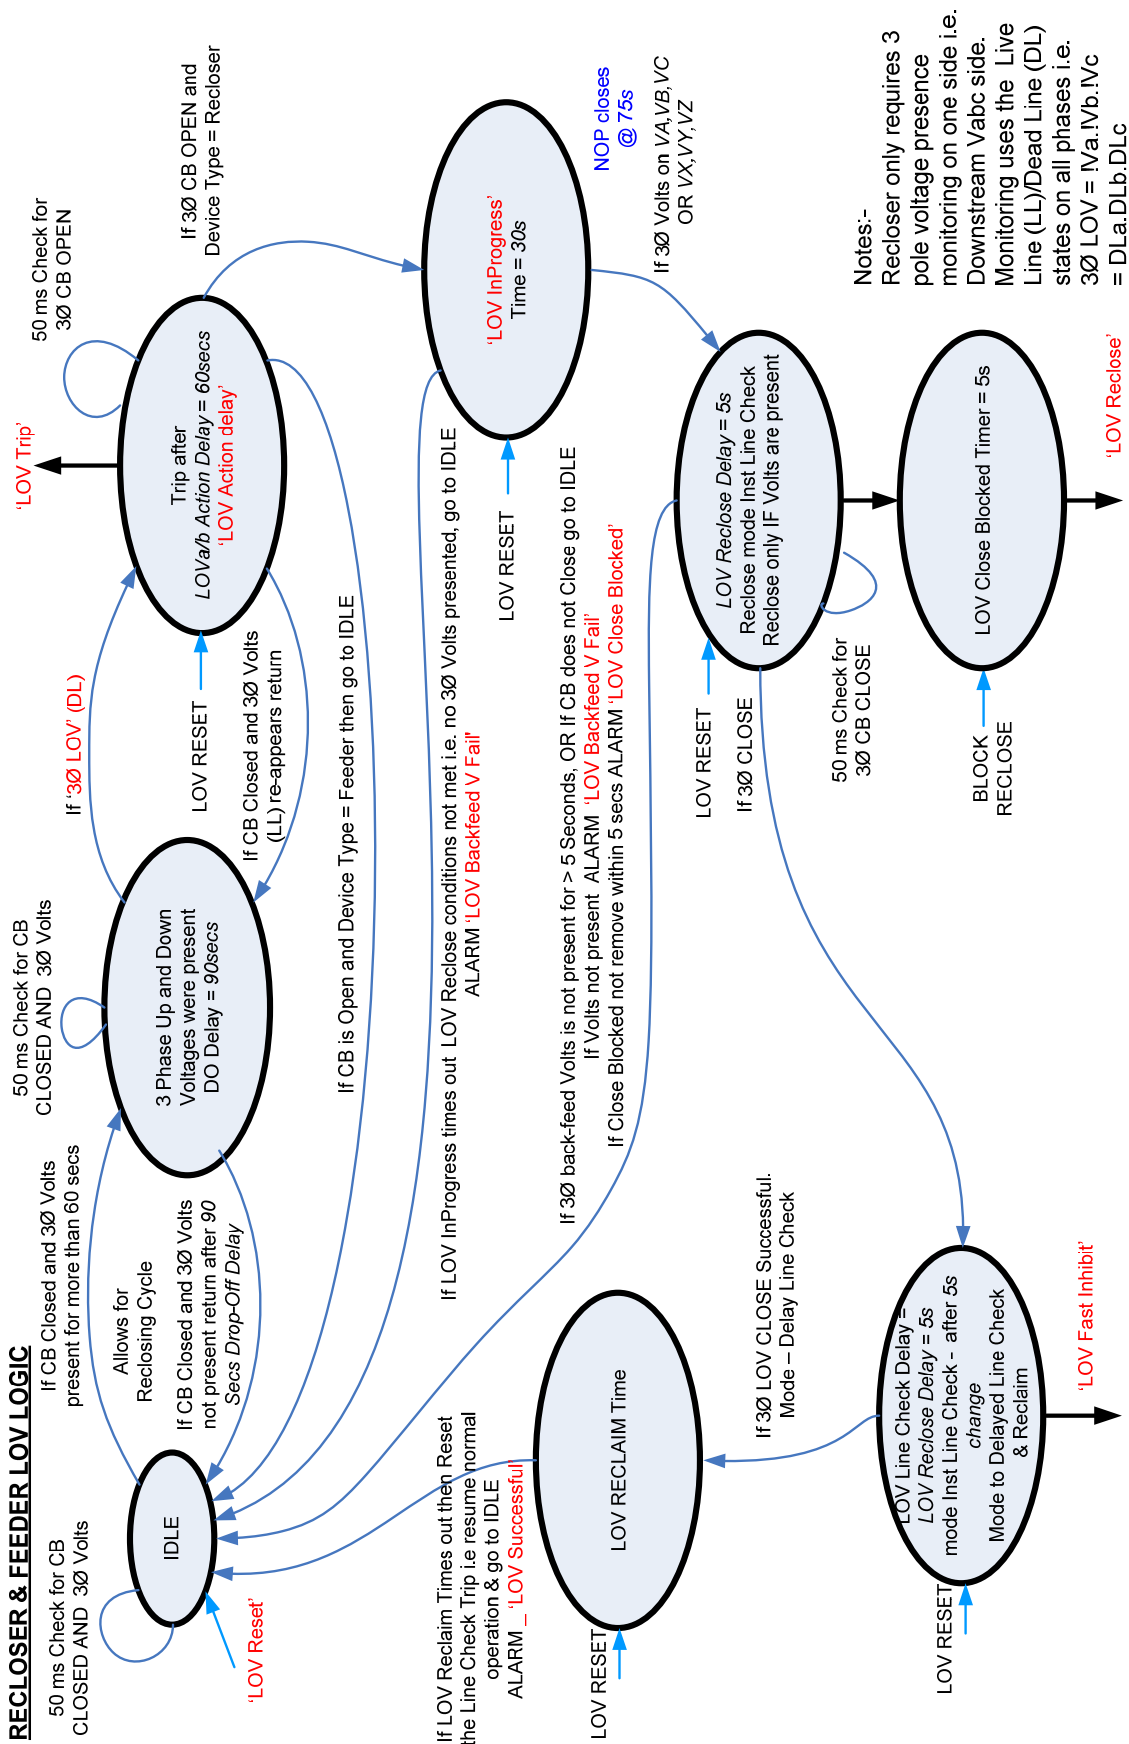 RECLOSER & FEEDER LOV LOGIC
50 ms Check for CB
CLOSED AND 3Ø Volts
IDLE
‘LOV Reset’
If CB Closed and 3Ø Volts
present for more than 60 secs
Allows for
Reclosing Cycle
If CB Closed and 3Ø Volts
not present return after 90
Secs Drop-Off Delay
50 ms Check for CB
CLOSED AND 3Ø Volts
3 Phase Up and Down
Voltages were present
DO Delay = 90secs
If ‘3Ø LOV’ (DL)
LOV RESET
If CB Closed and 3Ø Volts
(LL) re-appears return
‘LOV Trip’
50 ms Check for
3Ø CB OPEN
Trip after
LOVa/b Action Delay = 60secs
‘LOV Action delay’
If 3Ø CB OPEN and
Device Type = Recloser
If CB is Open and Device Type = Feeder then go to IDLE
If LOV InProgress times out LOV Reclose conditions not met i.e. no 3Ø Volts presented, go to IDLE
ALARM ‘LOV Backfeed V Fail’
LOV RESET
‘LOV InProgress’
Time = 30s
NOP closes
@ 75s
If 3Ø Volts on VA,VB,VC
OR VX,VY,VZ
If 3Ø back-feed Volts is not present for > 5 Seconds, OR If CB does not Close go to IDLE
If Volts not present ALARM ‘LOV Backfeed V Fail’
If Close Blocked not remove within 5 secs ALARM ‘LOV Close Blocked’
LOV RESET
If 3Ø CLOSE
LOV Reclose Delay = 5s
Reclose mode Inst Line Check
Reclose only IF Volts are present
50 ms Check for
3Ø CB CLOSE
BLOCK
RECLOSE
LOV Close Blocked Timer = 5s
‘LOV Reclose’
Notes:-
Recloser only requires 3
pole voltage presence
monitoring on one side i.e.
Downstream Vabc side.
Monitoring uses the Live
Line (LL)/Dead Line (DL)
states on all phases i.e.
3Ø LOV = !Va.!Vb.!Vc
= DLa.DLb.DLc
If LOV Reclaim Times out then Reset
the Line Check Trip i.e resume normal
operation & go to IDLE
ALARM _ ‘LOV Successful’
LOV RESET
LOV RECLAIM Time
If 3Ø LOV CLOSE Successful.
Mode – Delay Line Check
LOV RESET
LOV Line Check Delay =
LOV Reclose Delay = 5s
mode Inst Line Check - after 5s
change
Mode to Delayed Line Check
& Reclaim
‘LOV Fast Inhibit’